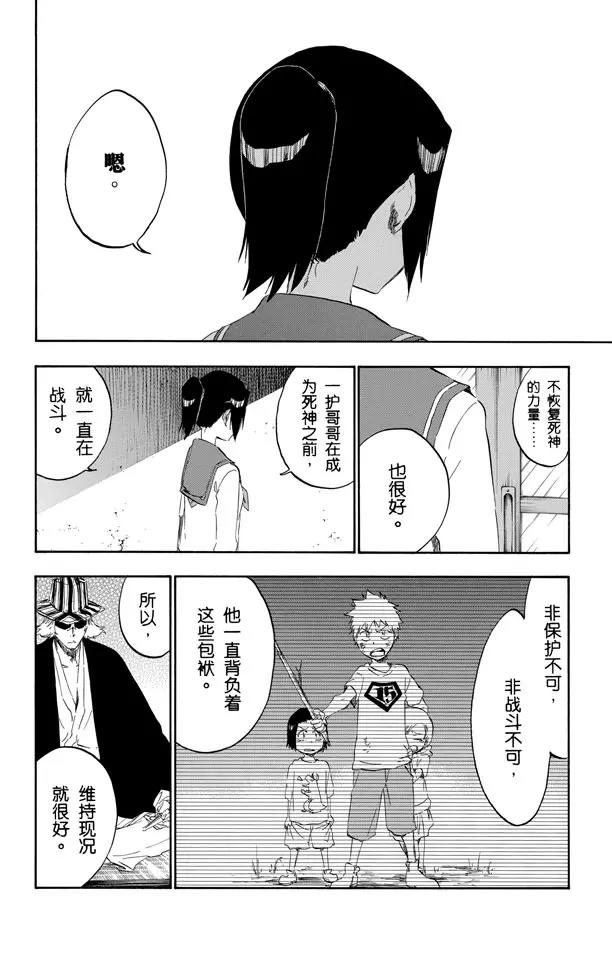 嗯。
不恢复死神
的力量……
也很好。
一护哥哥在成
为死神之前，
就一直在
战斗。
非保护不可，
非战斗不可，
他一直背负着
这些包袱。
所以，
维持现况
就很好。